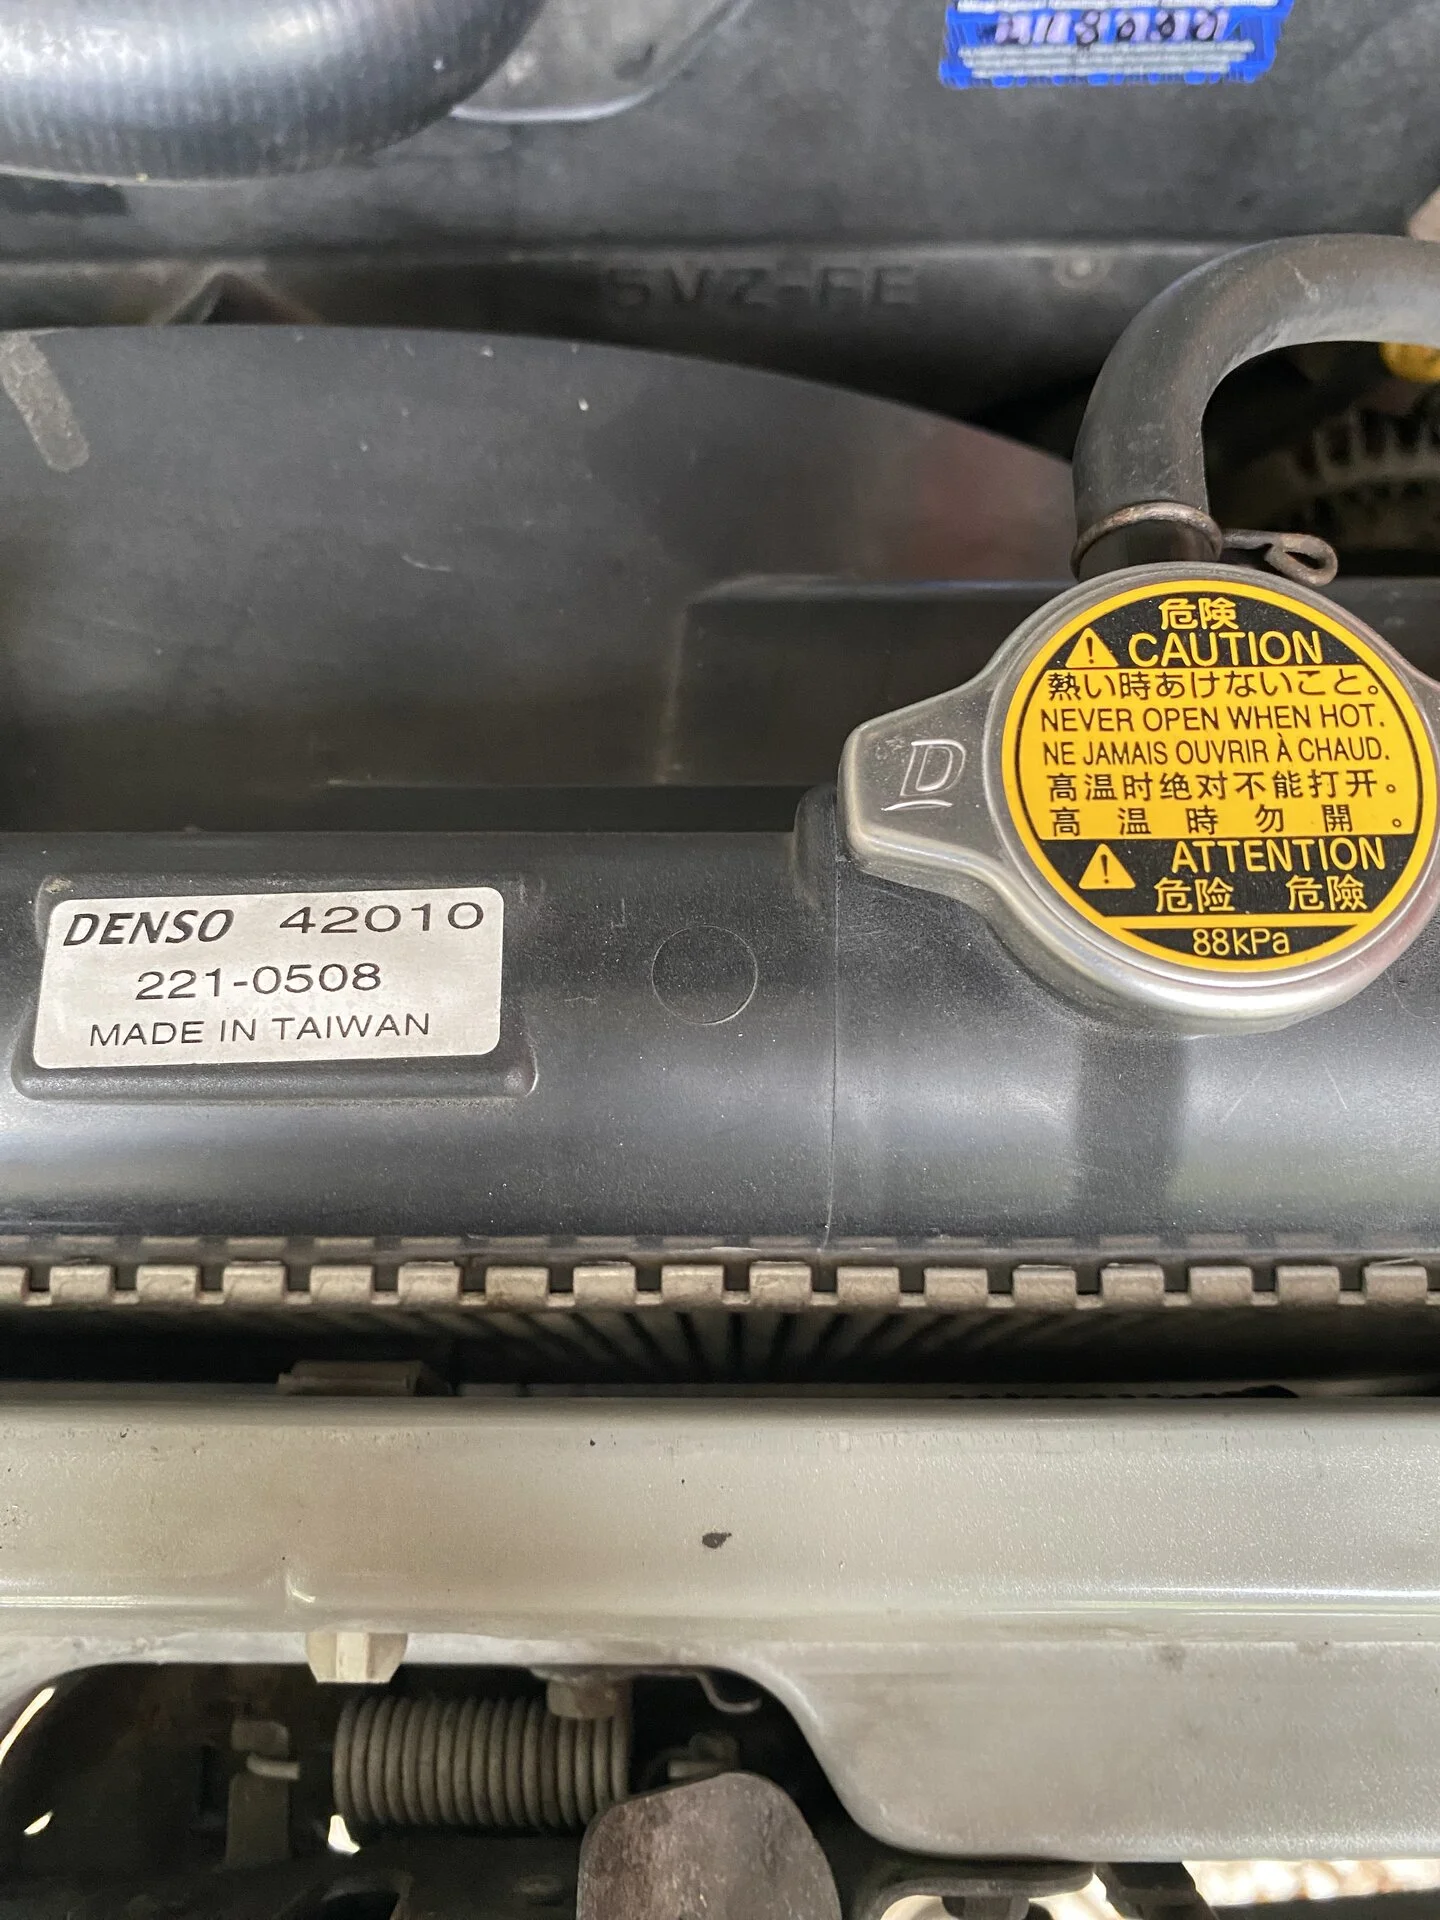 5VZ-FE
危険
CAUTION
熱い時あけないこと。
NEVER OPEN WHEN HOT.
NE JAMAIS OUVRIR À CHAUD.
高温时绝对不能打开。
高温時勿開。
ATTENTION
危险 危險
88kPa
D
DENSO 42010
221-0508
MADE IN TAIWAN